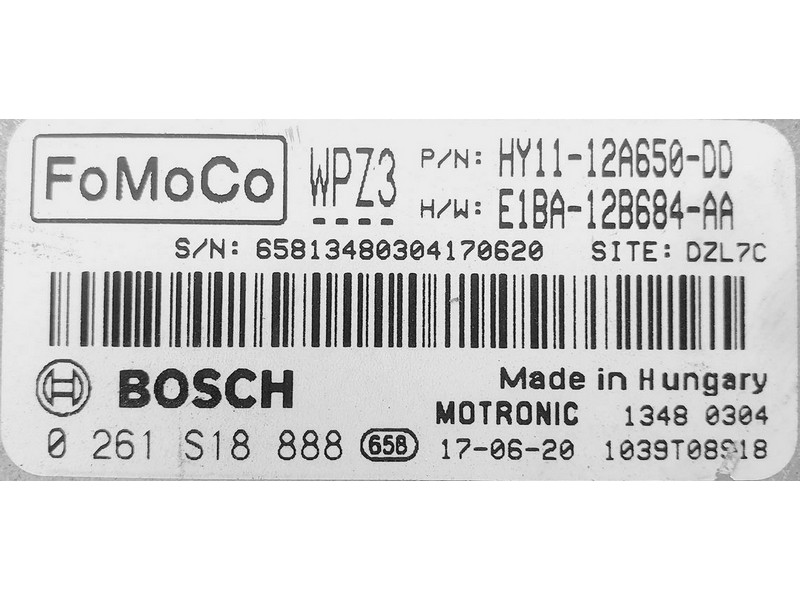 FoMoCo WPZ3 P/N: HY11-12A650-DD
H/W: E1BA-12B684-AA
S/N: 65813480304170620 SITE: DZL7C
BOSCH Made in Hungary
MOTRONIC 1348 0304
0 261 S18 888 658 17-06-20 1039T08S18